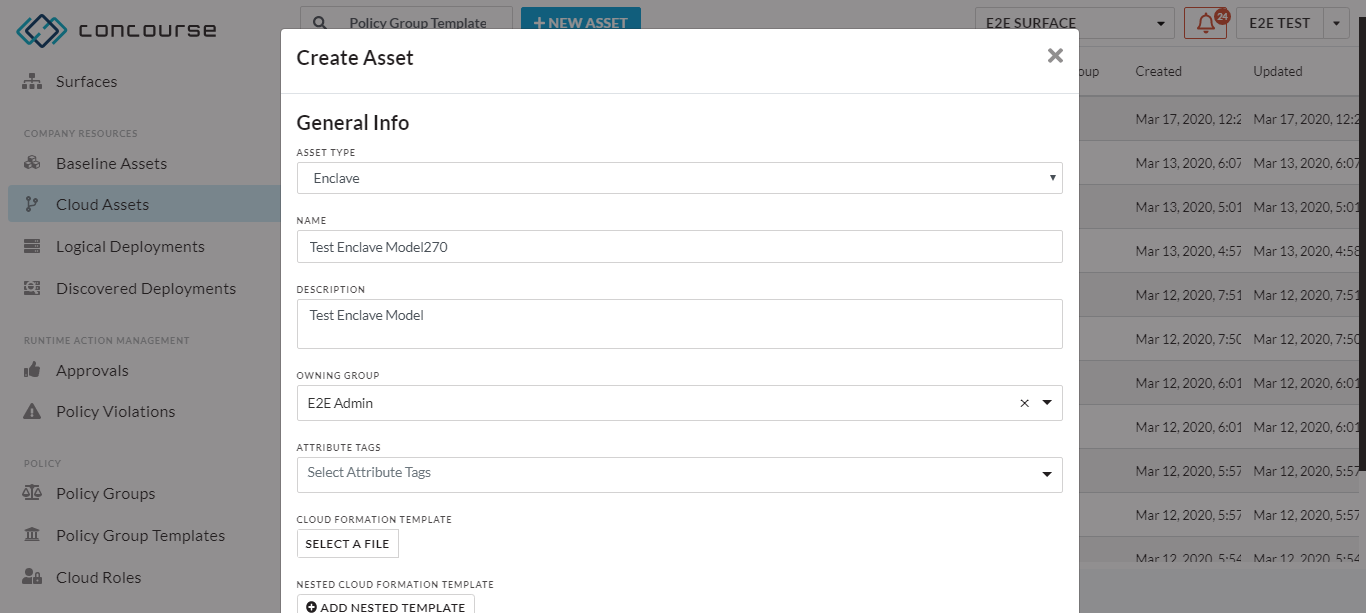 concourse
Policy Group Template
+ NEW ASSET
E2E SURFACE
24
E2E TEST
Surfaces
COMPANY RESOURCES
Baseline Assets
Cloud Assets
Logical Deployments
Discovered Deployments
RUNTIME ACTION MANAGEMENT
Approvals
Policy Violations
POLICY
Policy Groups
Policy Group Templates
Cloud Roles
Create Asset
General Info
ASSET TYPE
Enclave
NAME
Test Enclave Model270
DESCRIPTION
Test Enclave Model
OWNING GROUP
E2E Admin
ATTRIBUTE TAGS
Select Attribute Tags
CLOUD FORMATION TEMPLATE
SELECT A FILE
NESTED CLOUD FORMATION TEMPLATE
ADD NESTED TEMPLATE
oup Created Updated
Mar 17, 2020, 12:2 Mar 17, 2020, 12:2
Mar 13, 2020, 6:07 Mar 13, 2020, 6:07
Mar 13, 2020, 5:01 Mar 13, 2020, 5:01
Mar 13, 2020, 4:57 Mar 13, 2020, 4:58
Mar 12, 2020, 7:51 Mar 12, 2020, 7:51
Mar 12, 2020, 7:50 Mar 12, 2020, 7:50
Mar 12, 2020, 6:01 Mar 12, 2020, 6:01
Mar 12, 2020, 6:01 Mar 12, 2020, 6:01
Mar 12, 2020, 5:57 Mar 12, 2020, 5:57
Mar 12, 2020, 5:57 Mar 12, 2020, 5:57
Mar 12, 2020, 5:54 Mar 12, 2020, 5:54